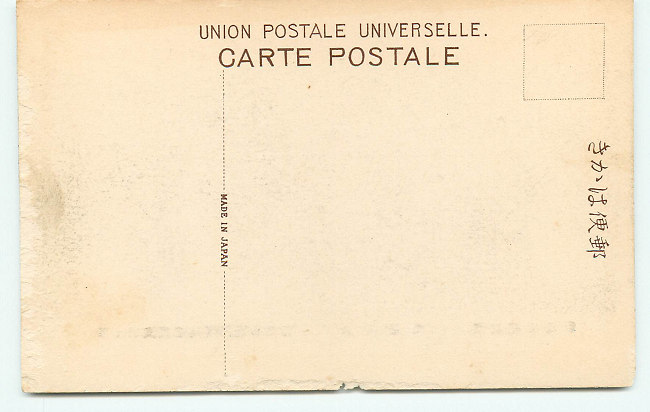 UNION POSTALE UNIVERSELLE.
CARTE POSTALE
MADE IN JAPAN
きかは便郵